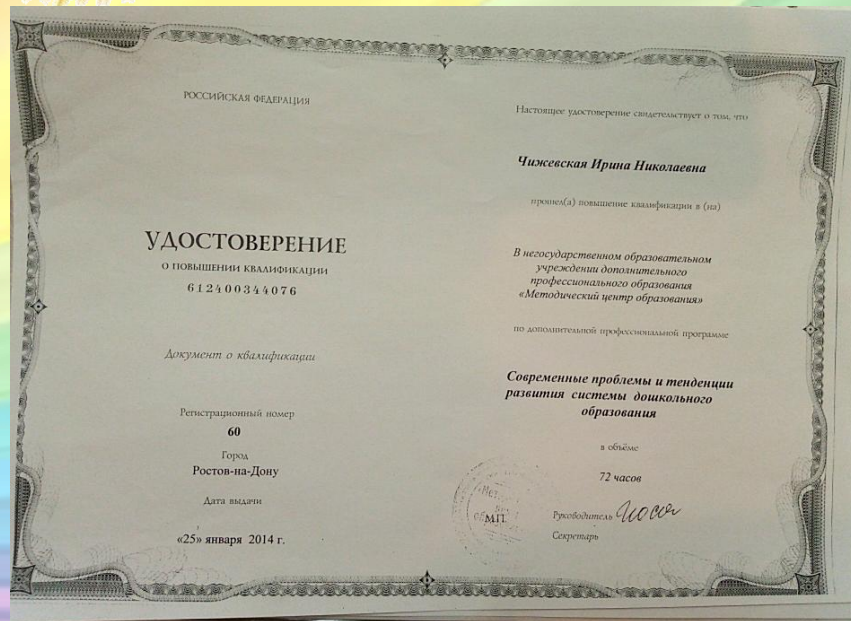 РОССИЙСКАЯ ФЕДЕРАЦИЯ
УДОСТОВЕРЕНИЕ
О ПОВЫШЕНИИ КВАЛИФИКАЦИИ
612400344076
Документ о квалификации
Регистрационный номер
60
Город
Ростов-на-Дону
Дата выдачи
«25» января 2014 г.
Настоящее удостоверение свидетельствует о том, что
Чижевская Ирина Николаевна
прошел(а) повышение квалификации в (на)
В негосударственном образовательном
учреждении дополнительного
профессионального образования
«Методический центр образования»
по дополнительной профессиональной программе
Современные проблемы и тенденции
развития системы дошкольного
образования
в объёме
72 часов
М.П.
Руководитель
Секретарь